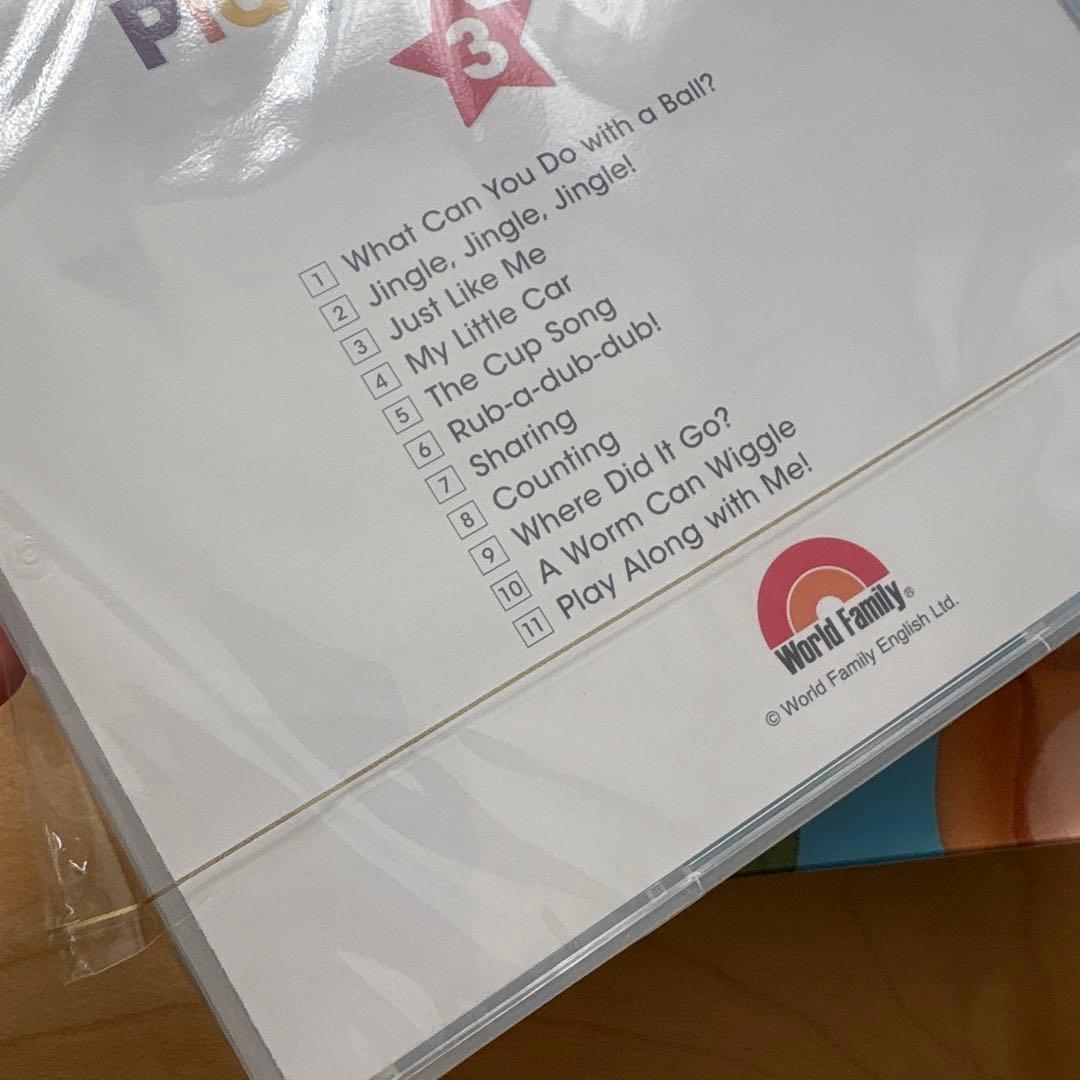 3
1 What Can You Do with a Ball?
2 Jingle, Jingle, Jingle!
3 Just Like Me
4 My Little Car
5 The Cup Song
6 Rub-a-dub-dub!
7 Sharing
8 Counting
9 Where Did It Go?
10 A Worm Can Wiggle
11 Play Along with Me!
World Family®
© World Family English Ltd.